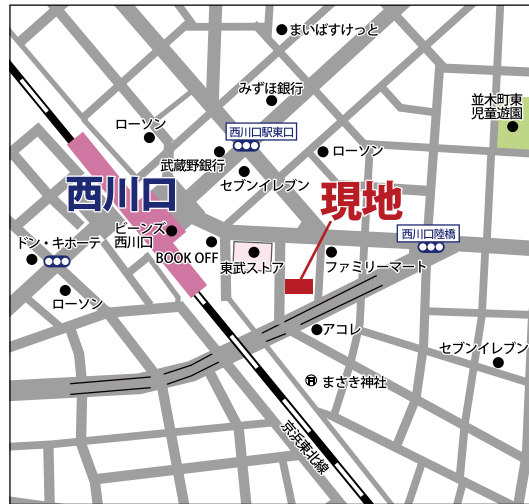 まいばすけっと
みずほ銀行
並木町東
児童遊園
ローソン
西川口駅東口
武蔵野銀行
ローソン
セブンイレブン
西川口
現地
ビーンズ
西川口
西川口陸橋
ドン・キホーテ
BOOK OFF
東武ストア
ファミリーマート
ローソン
アコレ
セブンイレブン
まさき神社
京浜東北線